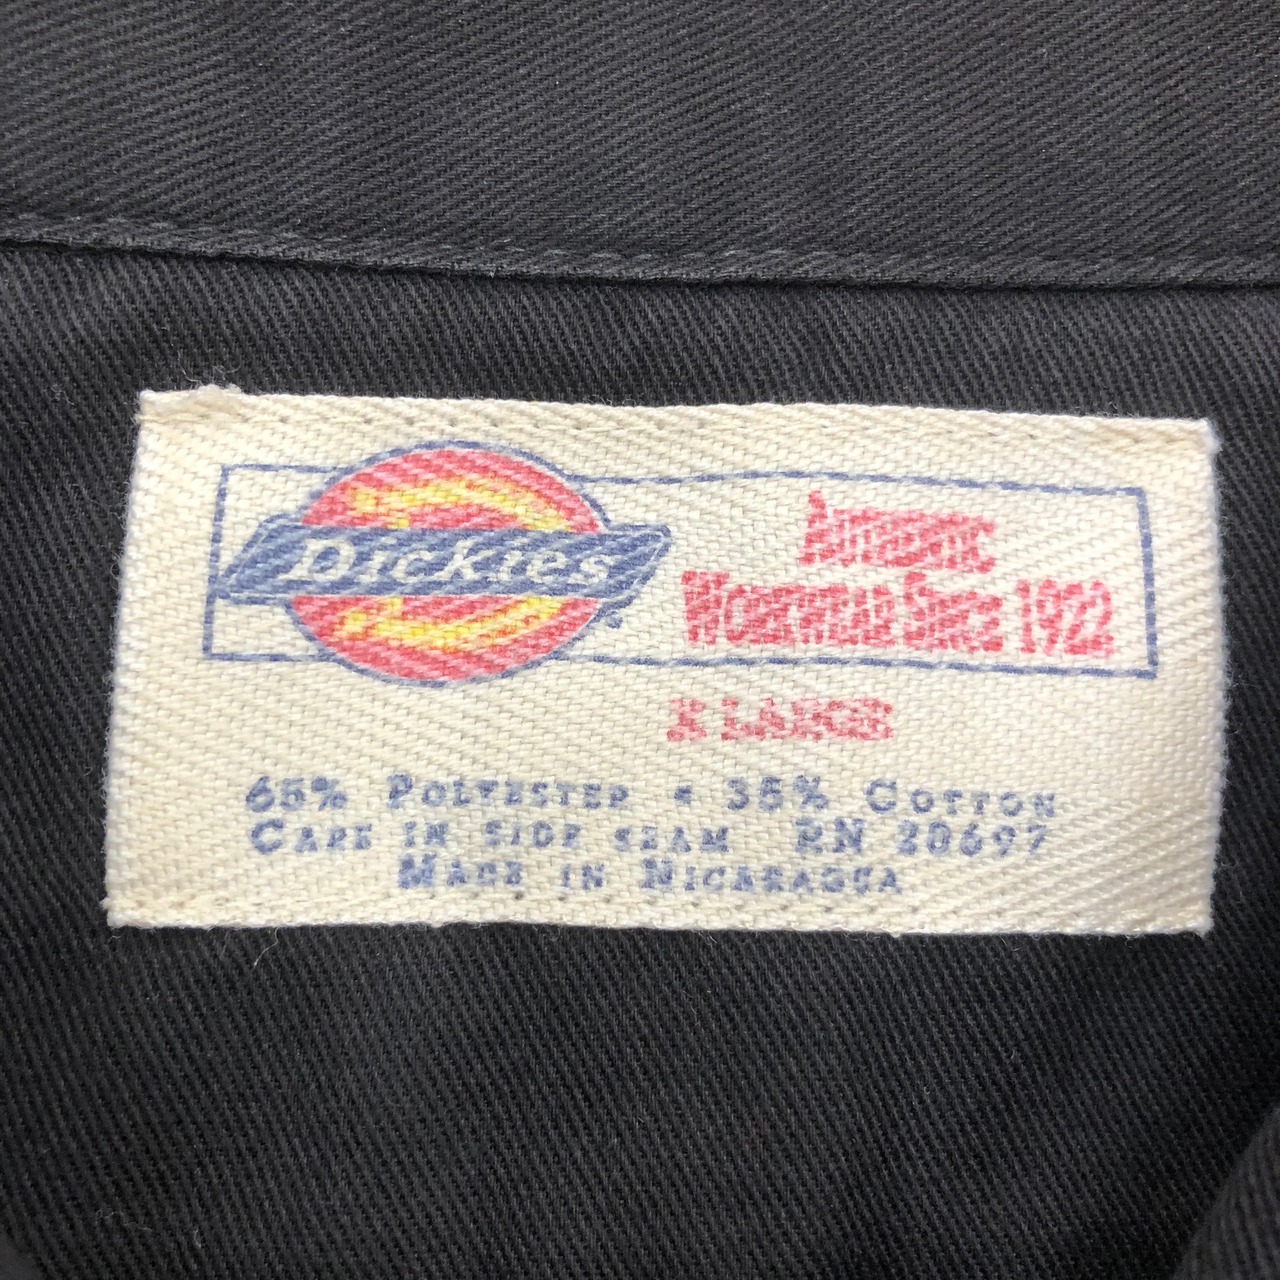 Dickies
AUTHENTIC
WORKWEAR SINCE 1922
X LARGE
65% POLYESTER • 35% COTTON
CARE IN SIDE SEAM RN 20697
MADE IN NICARAGUA